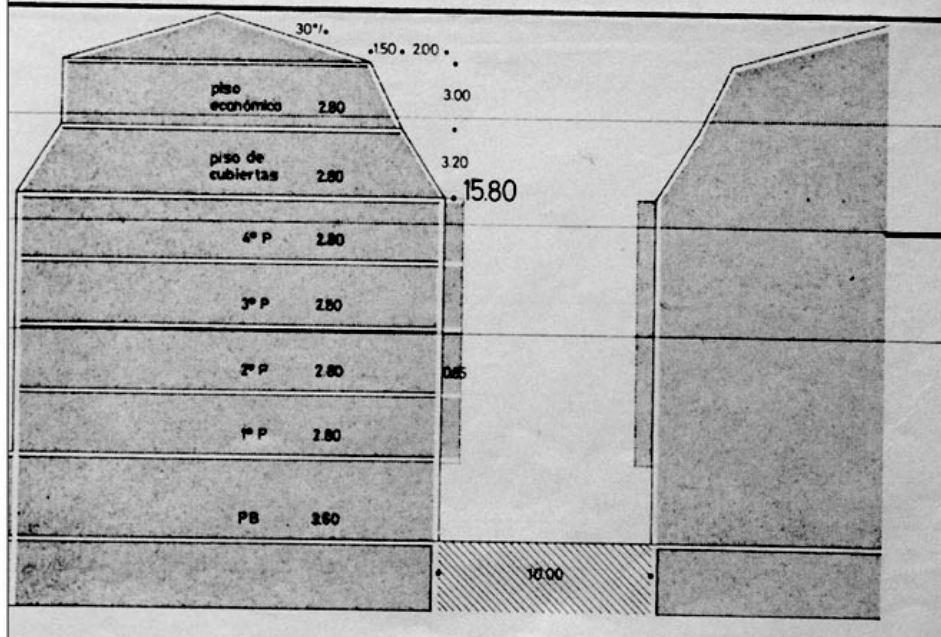 30%
150 200
piso
económico 2.80
3.00
piso de
cubiertas 2.80
3.20
15.80
4º P 2.80
3º P 2.80
2º P 2.80
0.85
1º P 2.80
PB 3.60
10.00